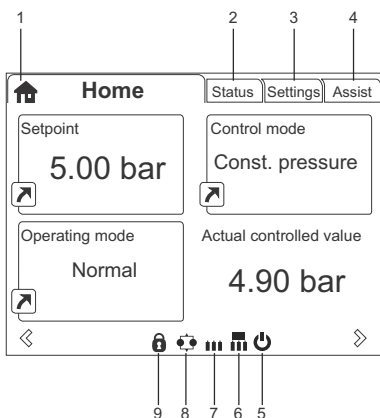 1 2 3 4
Home Status Settings Assist
Setpoint Control mode
5.00 bar Const. pressure
Operating mode Actual controlled value
Normal 4.90 bar
9 8 7 6 5